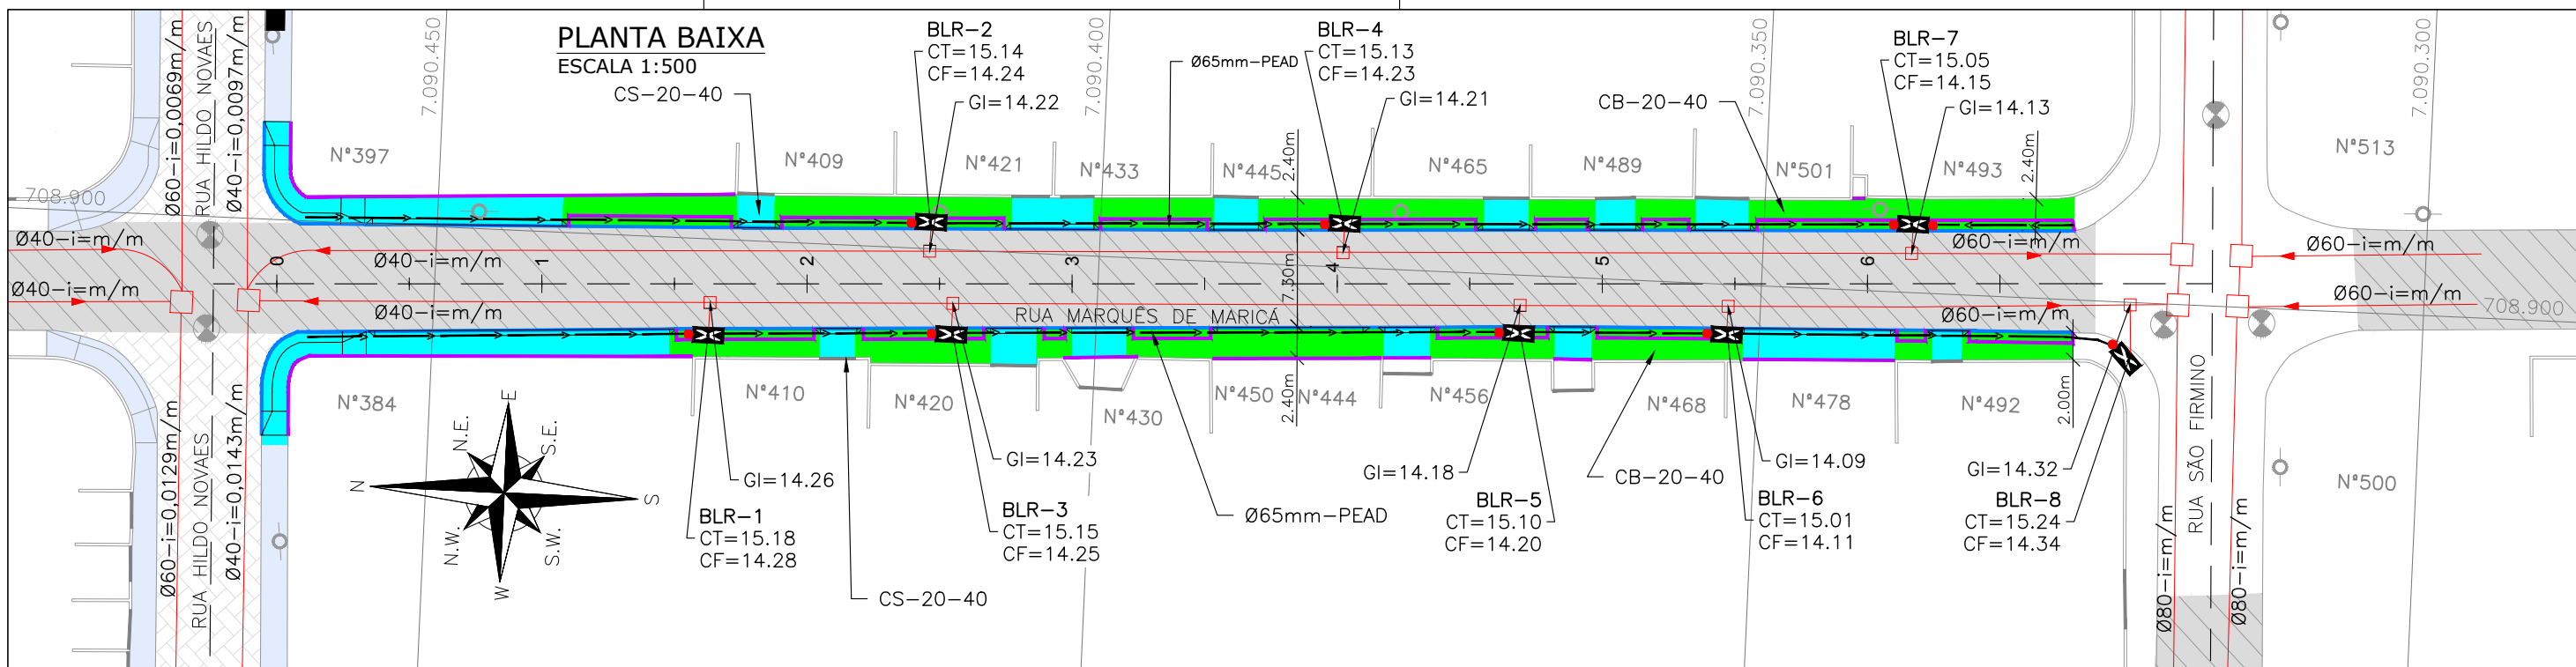 PLANTA BAIXA
ESCALA 1:500
CS-20-40
BLR-2
CT=15.14
CF=14.24
GI=14.22
Ø65mm-PEAD
BLR-4
CT=15.13
CF=14.23
GI=14.21
CB-20-40
BLR-7
CT=15.05
CF=14.15
GI=14.13
7.090.450
7.090.400
7.090.350
7.090.300
Ø60-i=0,0069m/m
RUA HILDO NOVAES
Ø40-i=0,0097m/m
708.900
N°397
N°409
N°421
N°433
N°445
2.40m
N°465
N°489
N°501
N°493
2.40m
N°513
Ø40-i=m/m
Ø40-i=m/m
Ø60-i=m/m
Ø60-i=m/m
0
1
2
3
4
5
6
7.30m
Ø40-i=m/m
Ø40-i=m/m
RUA MARQUÊS DE MARICÁ
Ø60-i=m/m
Ø60-i=m/m
708.900
N°384
N°410
N°420
N°430
N°450
2.40m
N°444
N°456
N°468
N°478
N°492
2.00m
N°500
Ø60-i=0,0129m/m
RUA HILDO NOVAES
Ø40-i=0,0143m/m
N
N.E.
E
S.E.
S
S.W.
W
N.W.
GI=14.26
BLR-1
CT=15.18
CF=14.28
CS-20-40
GI=14.23
BLR-3
CT=15.15
CF=14.25
Ø65mm-PEAD
GI=14.18
BLR-5
CT=15.10
CF=14.20
CB-20-40
GI=14.09
BLR-6
CT=15.01
CF=14.11
GI=14.32
BLR-8
CT=15.24
CF=14.34
Ø80-i=m/m
RUA SÃO FIRMINO
Ø80-i=m/m